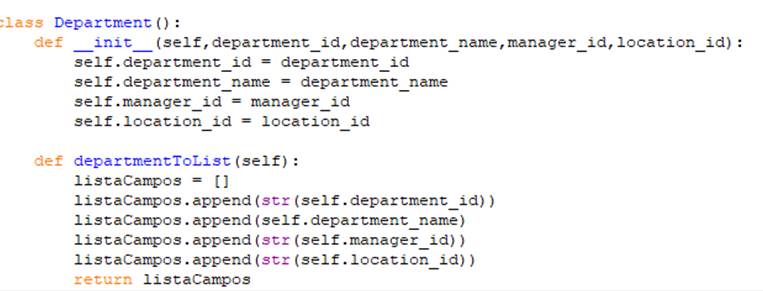 class Department():
    def __init__(self,department_id,department_name,manager_id,location_id):
        self.department_id = department_id
        self.department_name = department_name
        self.manager_id = manager_id
        self.location_id = location_id

    def departmentToList(self):
        listaCampos = []
        listaCampos.append(str(self.department_id))
        listaCampos.append(self.department_name)
        listaCampos.append(str(self.manager_id))
        listaCampos.append(str(self.location_id))
        return listaCampos